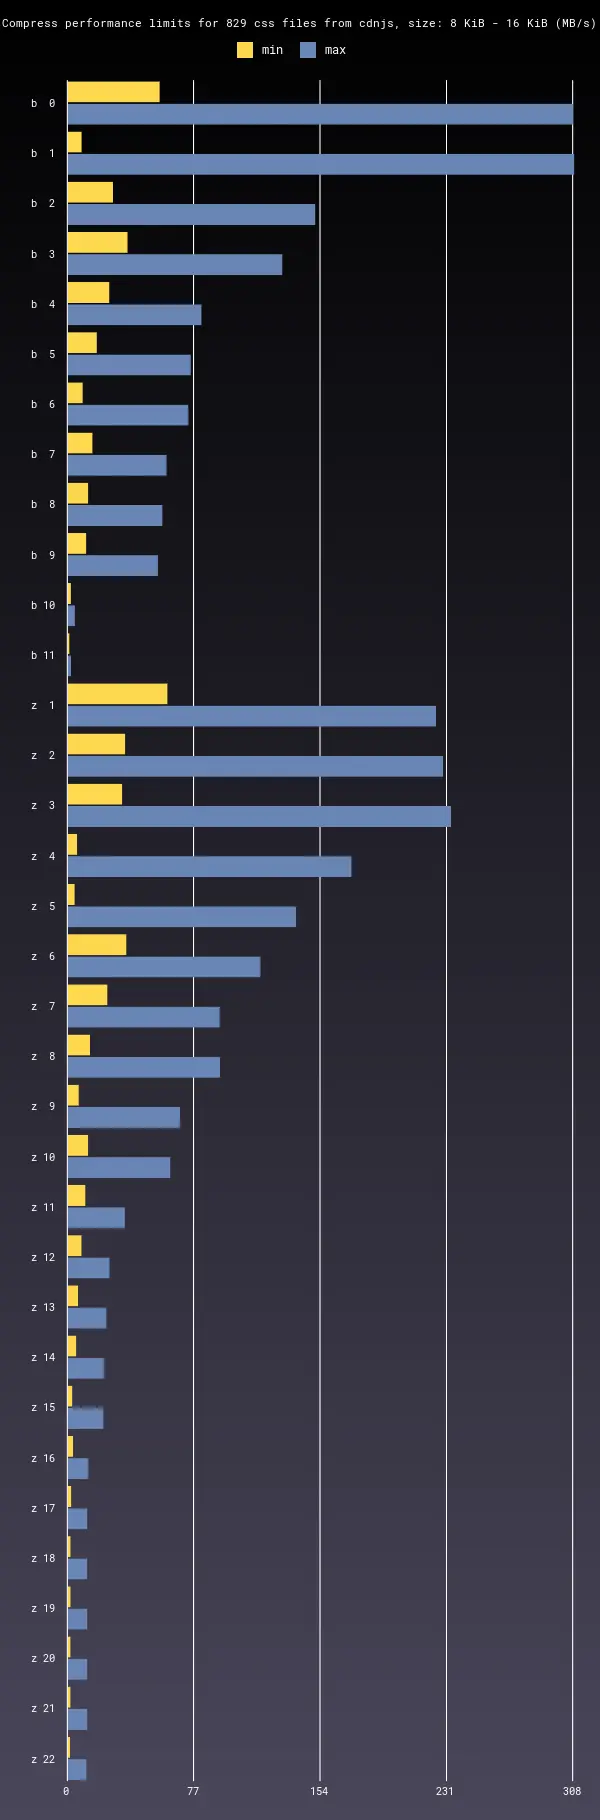 Compress performance limits for 829 css files from cdnjs, size: 8 KiB - 16 KiB (MB/s)
min max
b 0
b 1
b 2
b 3
b 4
b 5
b 6
b 7
b 8
b 9
b 10
b 11
z 1
z 2
z 3
z 4
z 5
z 6
z 7
z 8
z 9
z 10
z 11
z 12
z 13
z 14
z 15
z 16
z 17
z 18
z 19
z 20
z 21
z 22
0 77 154 231 308